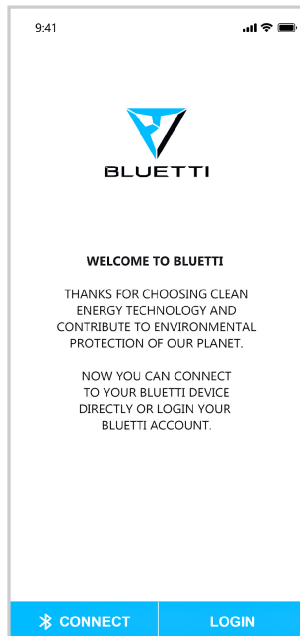 9:41
BLUETTI
WELCOME TO BLUETTI
THANKS FOR CHOOSING CLEAN
ENERGY TECHNOLOGY AND
CONTRIBUTE TO ENVIRONMENTAL
PROTECTION OF OUR PLANET.
NOW YOU CAN CONNECT
TO YOUR BLUETTI DEVICE
DIRECTLY OR LOGIN YOUR
BLUETTI ACCOUNT.
CONNECT
LOGIN